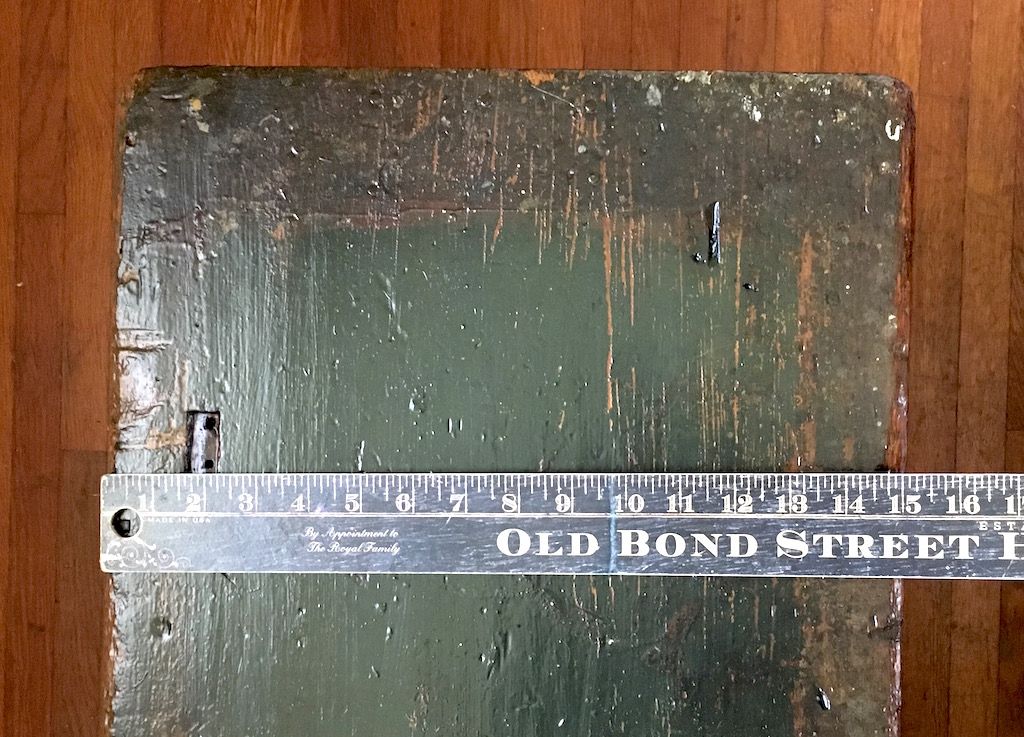 1 2 3 4 5 6 7 8 9 10 11 12 13 14 15 16
MADE IN USA
EST.
By Appointment to
The Royal Family
OLD BOND STREET H